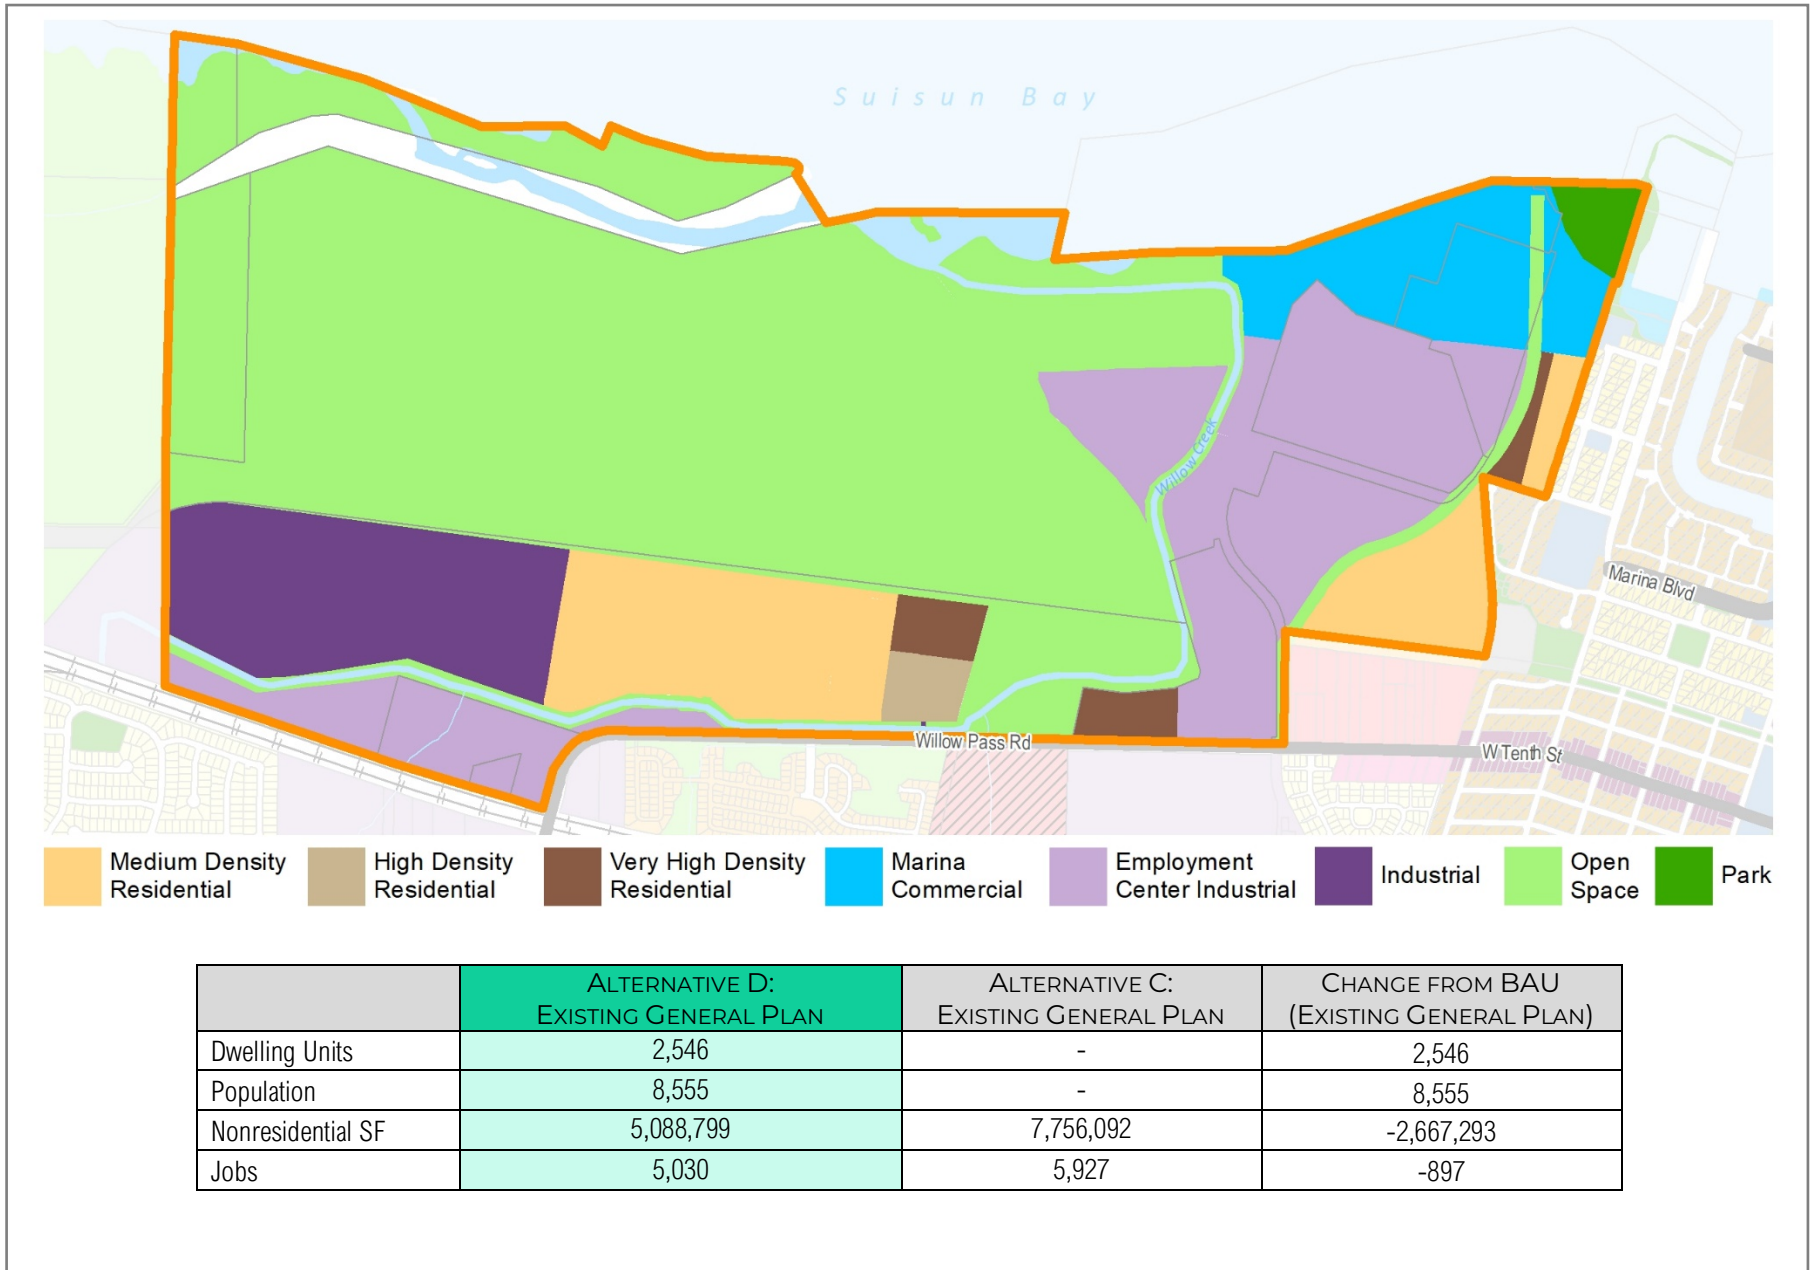 Suisun Bay
Willow Creek
Marina Blvd
Willow Pass Rd
W Tenth St
Medium Density
Residential
High Density
Residential
Very High Density
Residential
Marina
Commercial
Employment
Center Industrial
Industrial
Open
Space
Park
ALTERNATIVE D:
EXISTING GENERAL PLAN
ALTERNATIVE C:
EXISTING GENERAL PLAN
CHANGE FROM BAU
(EXISTING GENERAL PLAN)
Dwelling Units 2,546 - 2,546
Population 8,555 - 8,555
Nonresidential SF 5,088,799 7,756,092 -2,667,293
Jobs 5,030 5,927 -897